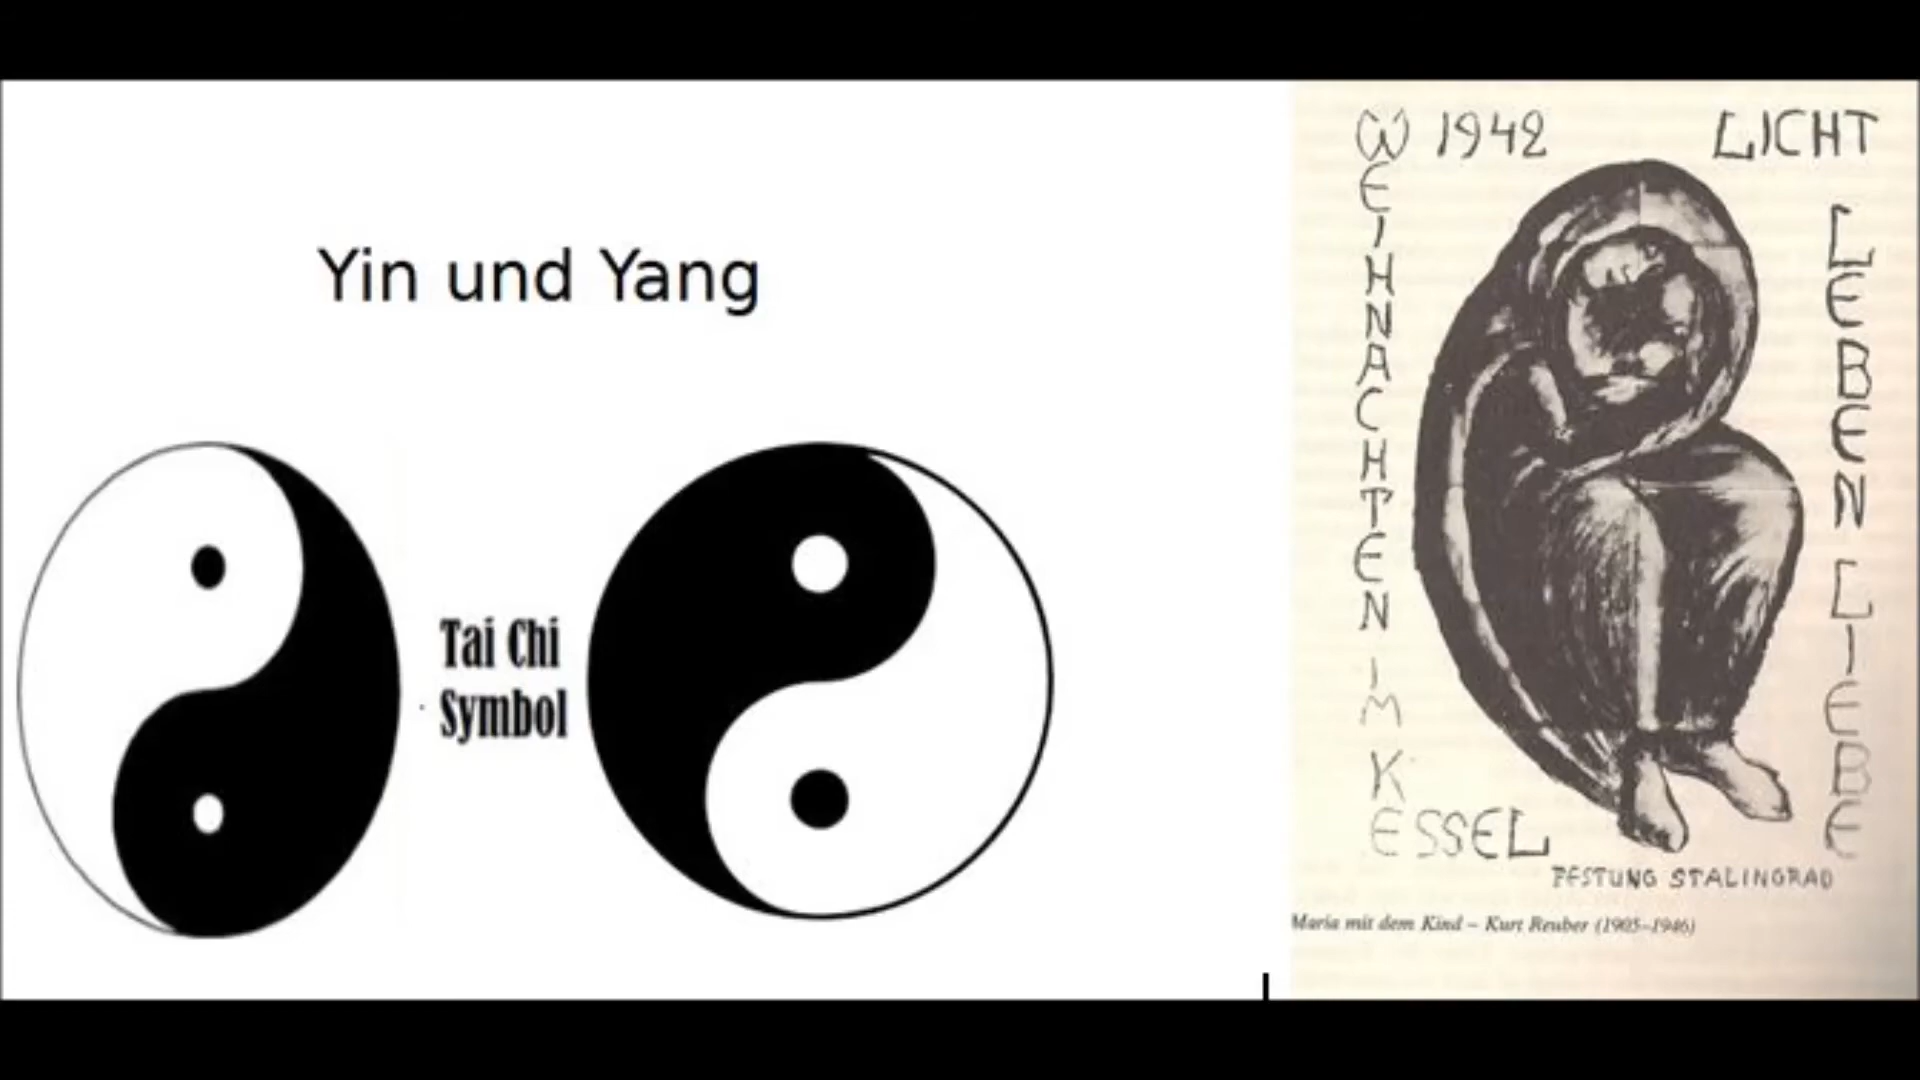 Yin und Yang
Tai Chi
Symbol
1942
WEIHNACHTEN IM KESSEL
LICHT
LEBEN LIEBE
FESTUNG STALINGRAD
Maria mit dem Kind – Kurt Reuber (1905–1946)